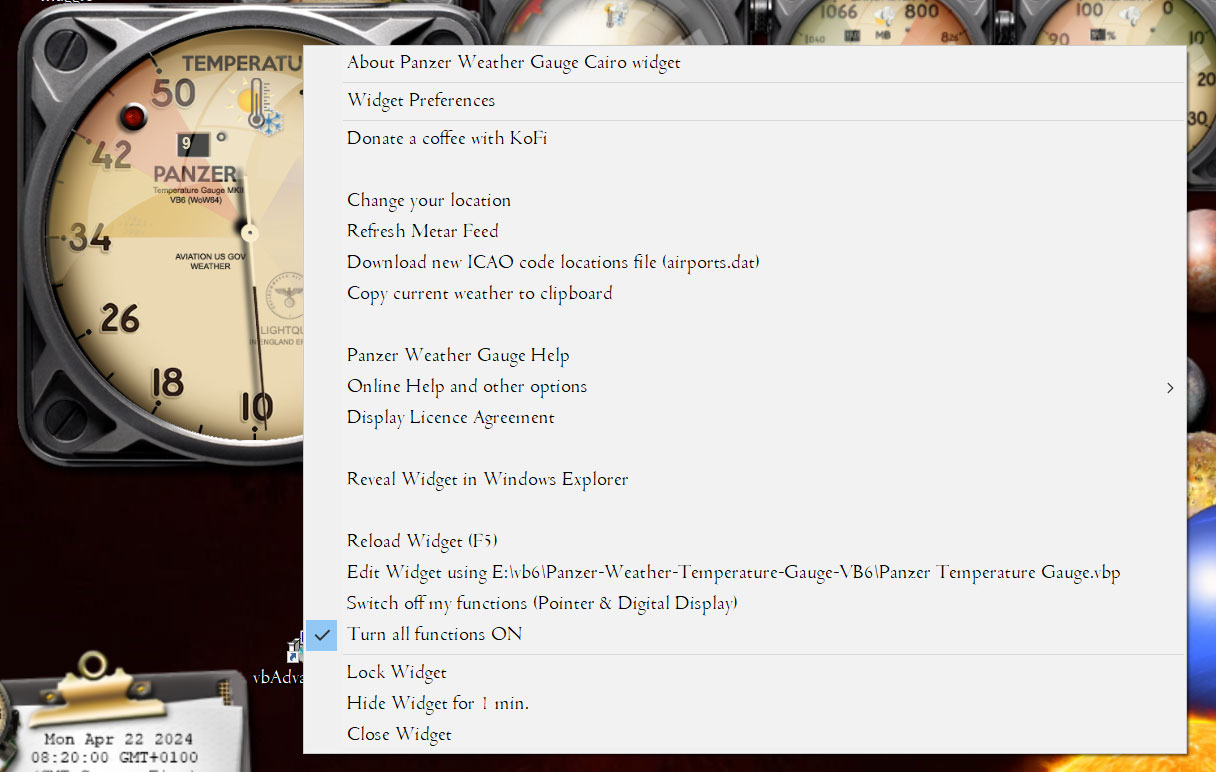 1066 800
100 0
1040 MB 826
90 % 10
20
30
TEMPERATU
50
9 °
42
PANZER
Temperature Gauge MKII
VB6 (WoW64)
34
AVIATION US GOV
WEATHER
26
18
10
About Panzer Weather Gauge Cairo widget
Widget Preferences
Donate a coffee with KoFi
Change your location
Refresh Metar Feed
Download new ICAO code locations file (airports.dat)
Copy current weather to clipboard
Panzer Weather Gauge Help
Online Help and other options
Display Licence Agreement
Reveal Widget in Windows Explorer
Reload Widget (F5)
Edit Widget using E:\vb6\Panzer-Weather-Temperature-Gauge-VB6\Panzer Temperature Gauge.vbp
Switch off my functions (Pointer & Digital Display)
Turn all functions ON
Lock Widget
Hide Widget for 1 min.
Close Widget
vbAdva
Mon Apr 22 2024
08:20:00 GMT+0100